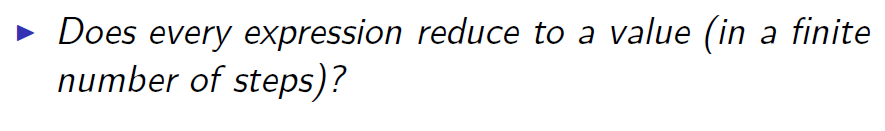 Does every expression reduce to a value (in a finite
number of steps)?